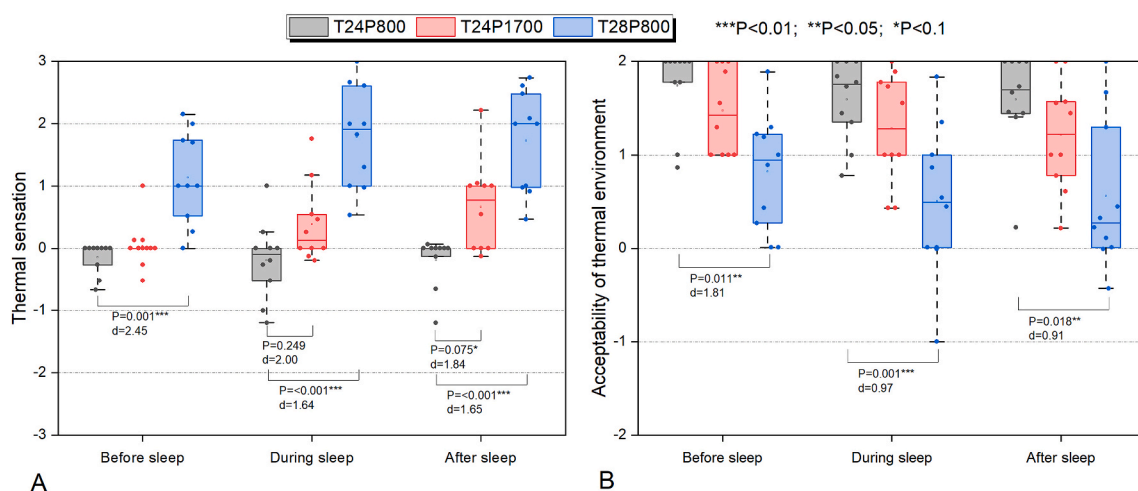 T24P800 T24P1700 T28P800
***P<0.01; **P<0.05; *P<0.1
Thermal sensation
3
2
1
0
-1
-2
-3
P=0.001***
d=2.45
P=0.249
d=2.00
P=<0.001***
d=1.64
P=0.075*
d=1.84
P=<0.001***
d=1.65
Before sleep During sleep After sleep
A
Acceptability of thermal environment
2
1
0
-1
-2
P=0.011**
d=1.81
P=0.001***
d=0.97
P=0.018**
d=0.91
Before sleep During sleep After sleep
B